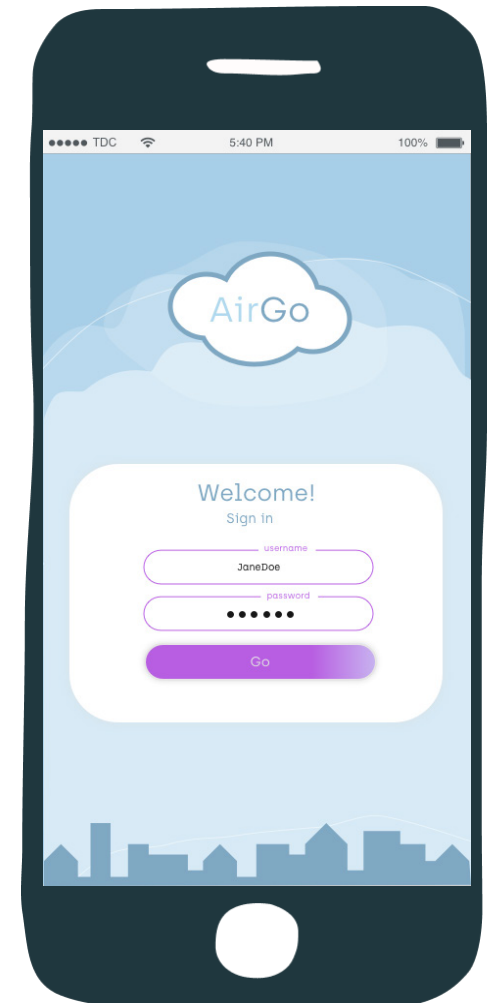 TDC 5:40 PM 100%
AirGo
Welcome!
Sign in
username
JaneDoe
password
Go